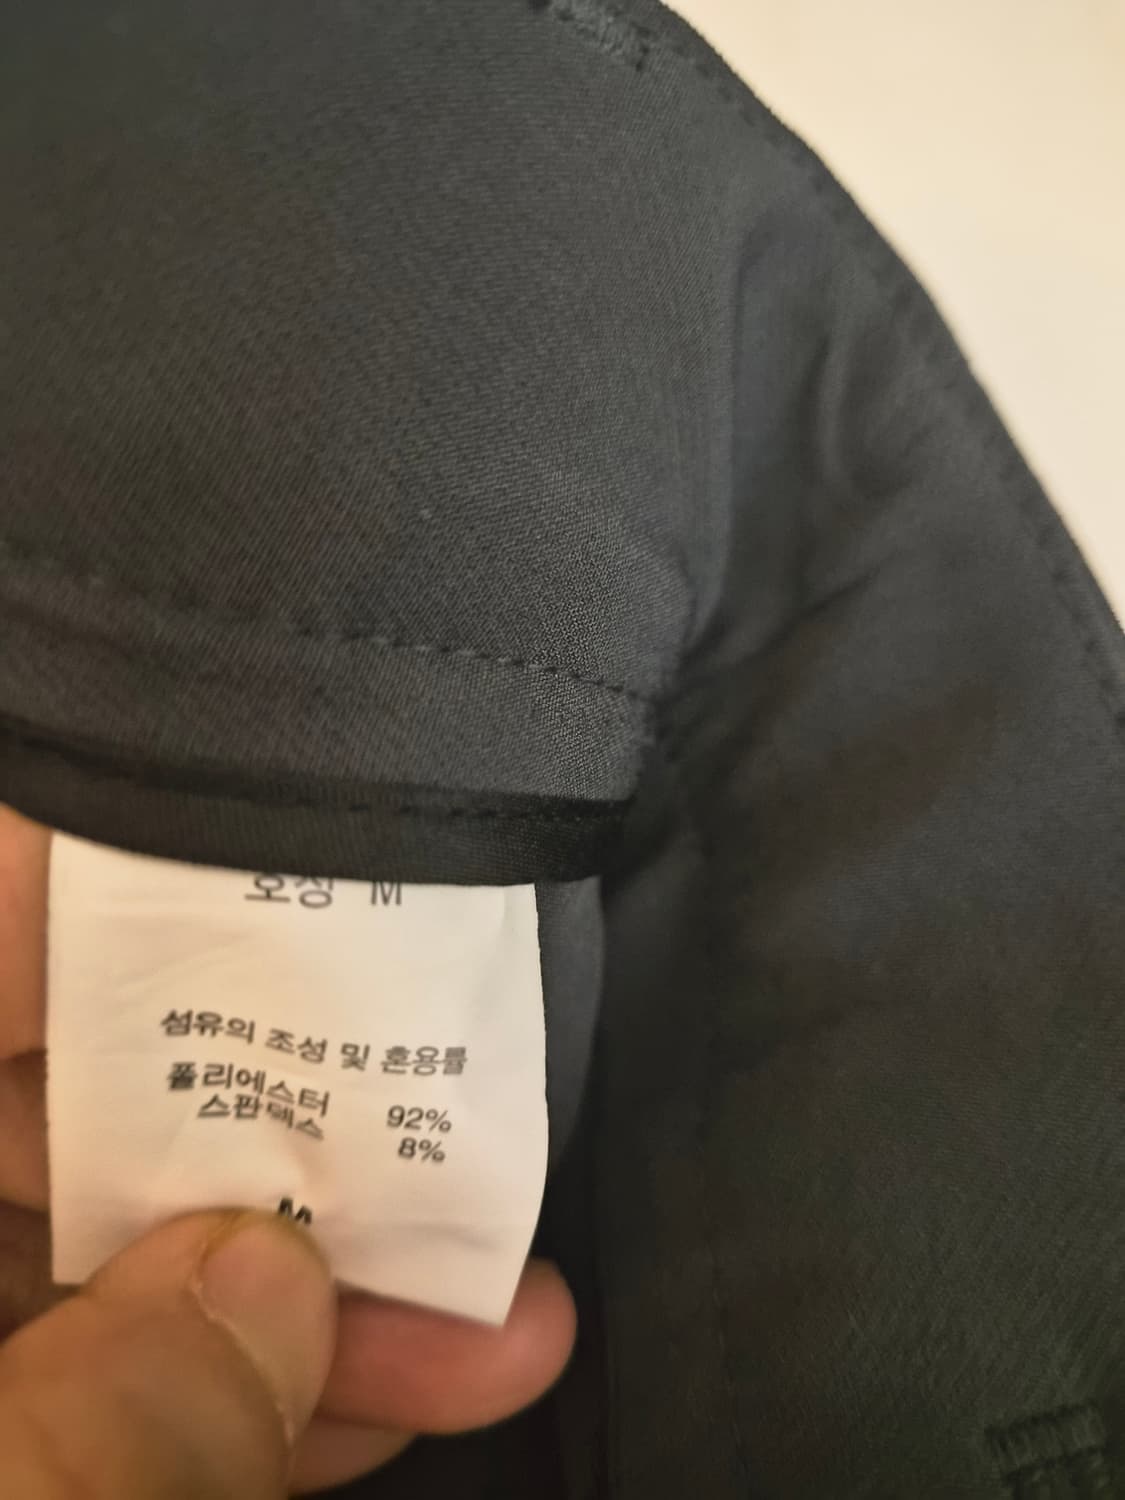 호칭 M
섬유의 조성 및 혼용률
폴리에스터 92%
스판덱스 8%
M